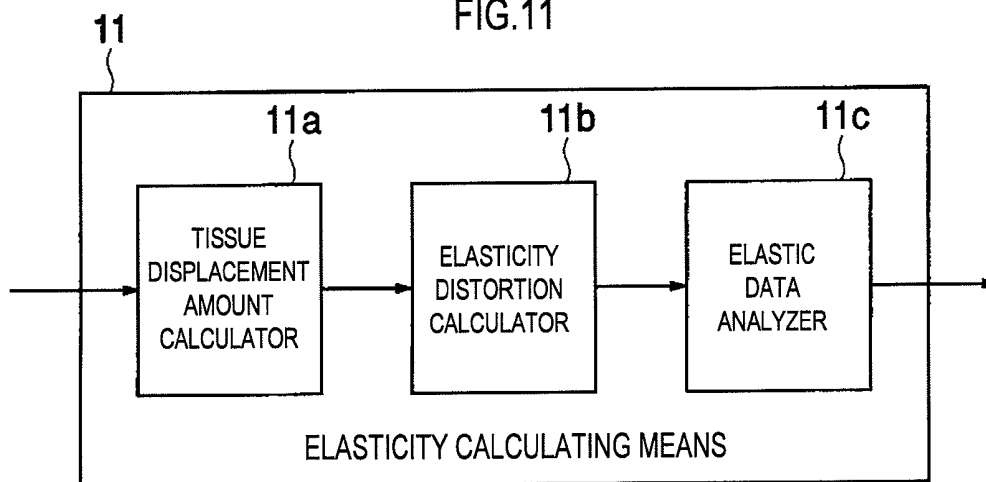 FIG.11
11
11a
11b
11c
TISSUE
DISPLACEMENT
AMOUNT
CALCULATOR
ELASTICITY
DISTORTION
CALCULATOR
ELASTIC
DATA
ANALYZER
ELASTICITY CALCULATING MEANS